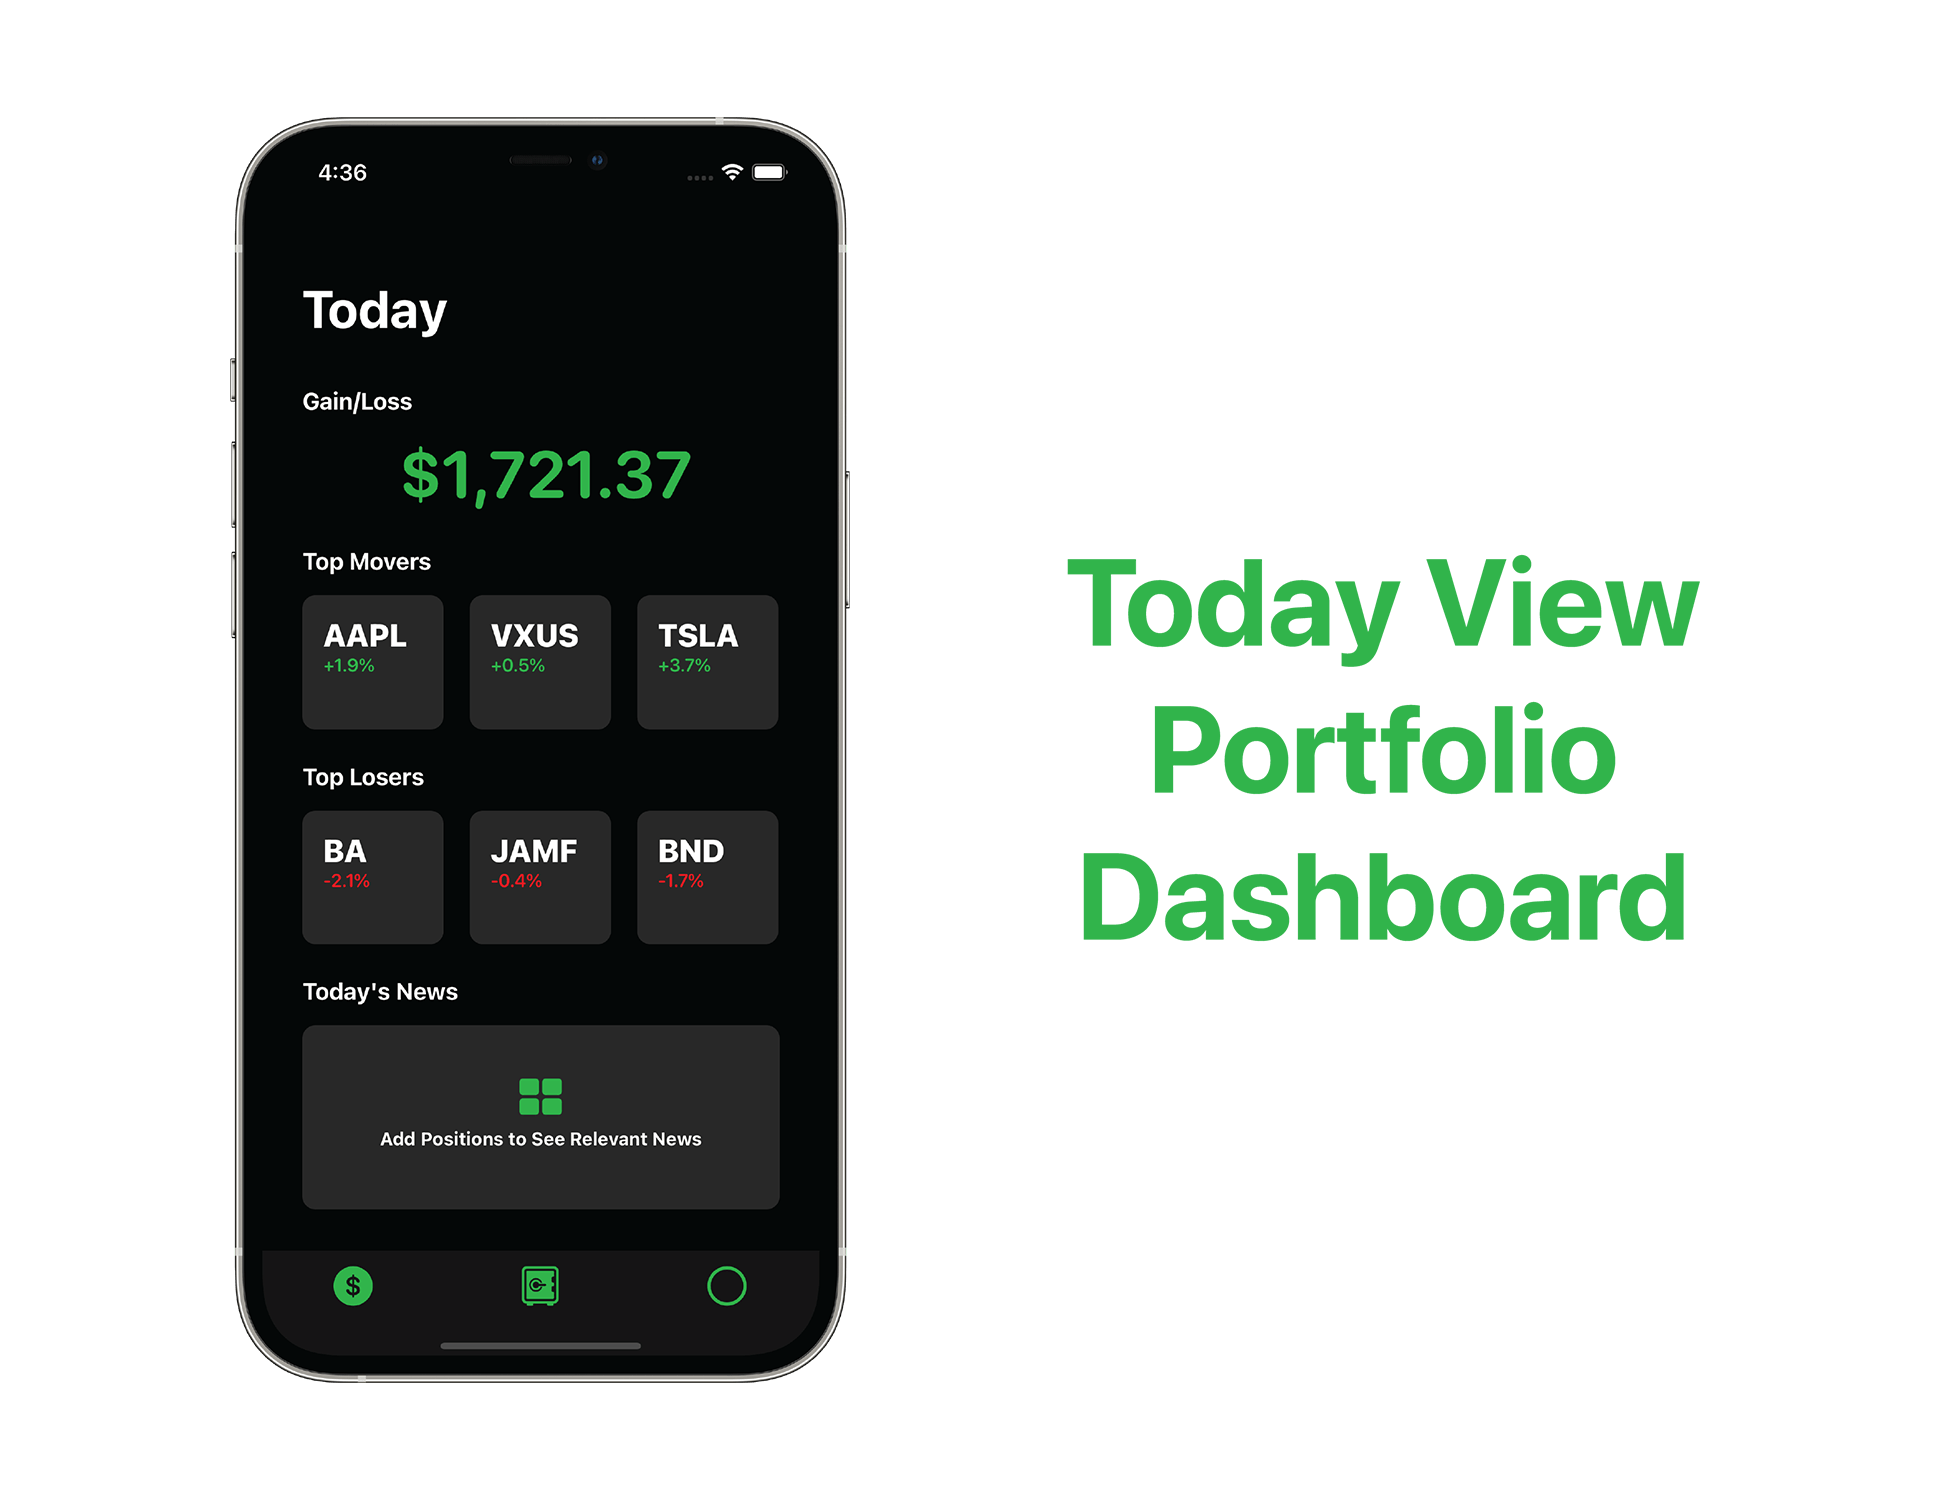 4:36
Today
Gain/Loss
$1,721.37
Top Movers
AAPL VXUS TSLA
+1.9% +0.5% +3.7%
Top Losers
BA JAMF BND
-2.1% -0.4% -1.7%
Today's News
Add Positions to See Relevant News
$
Today View
Portfolio
Dashboard